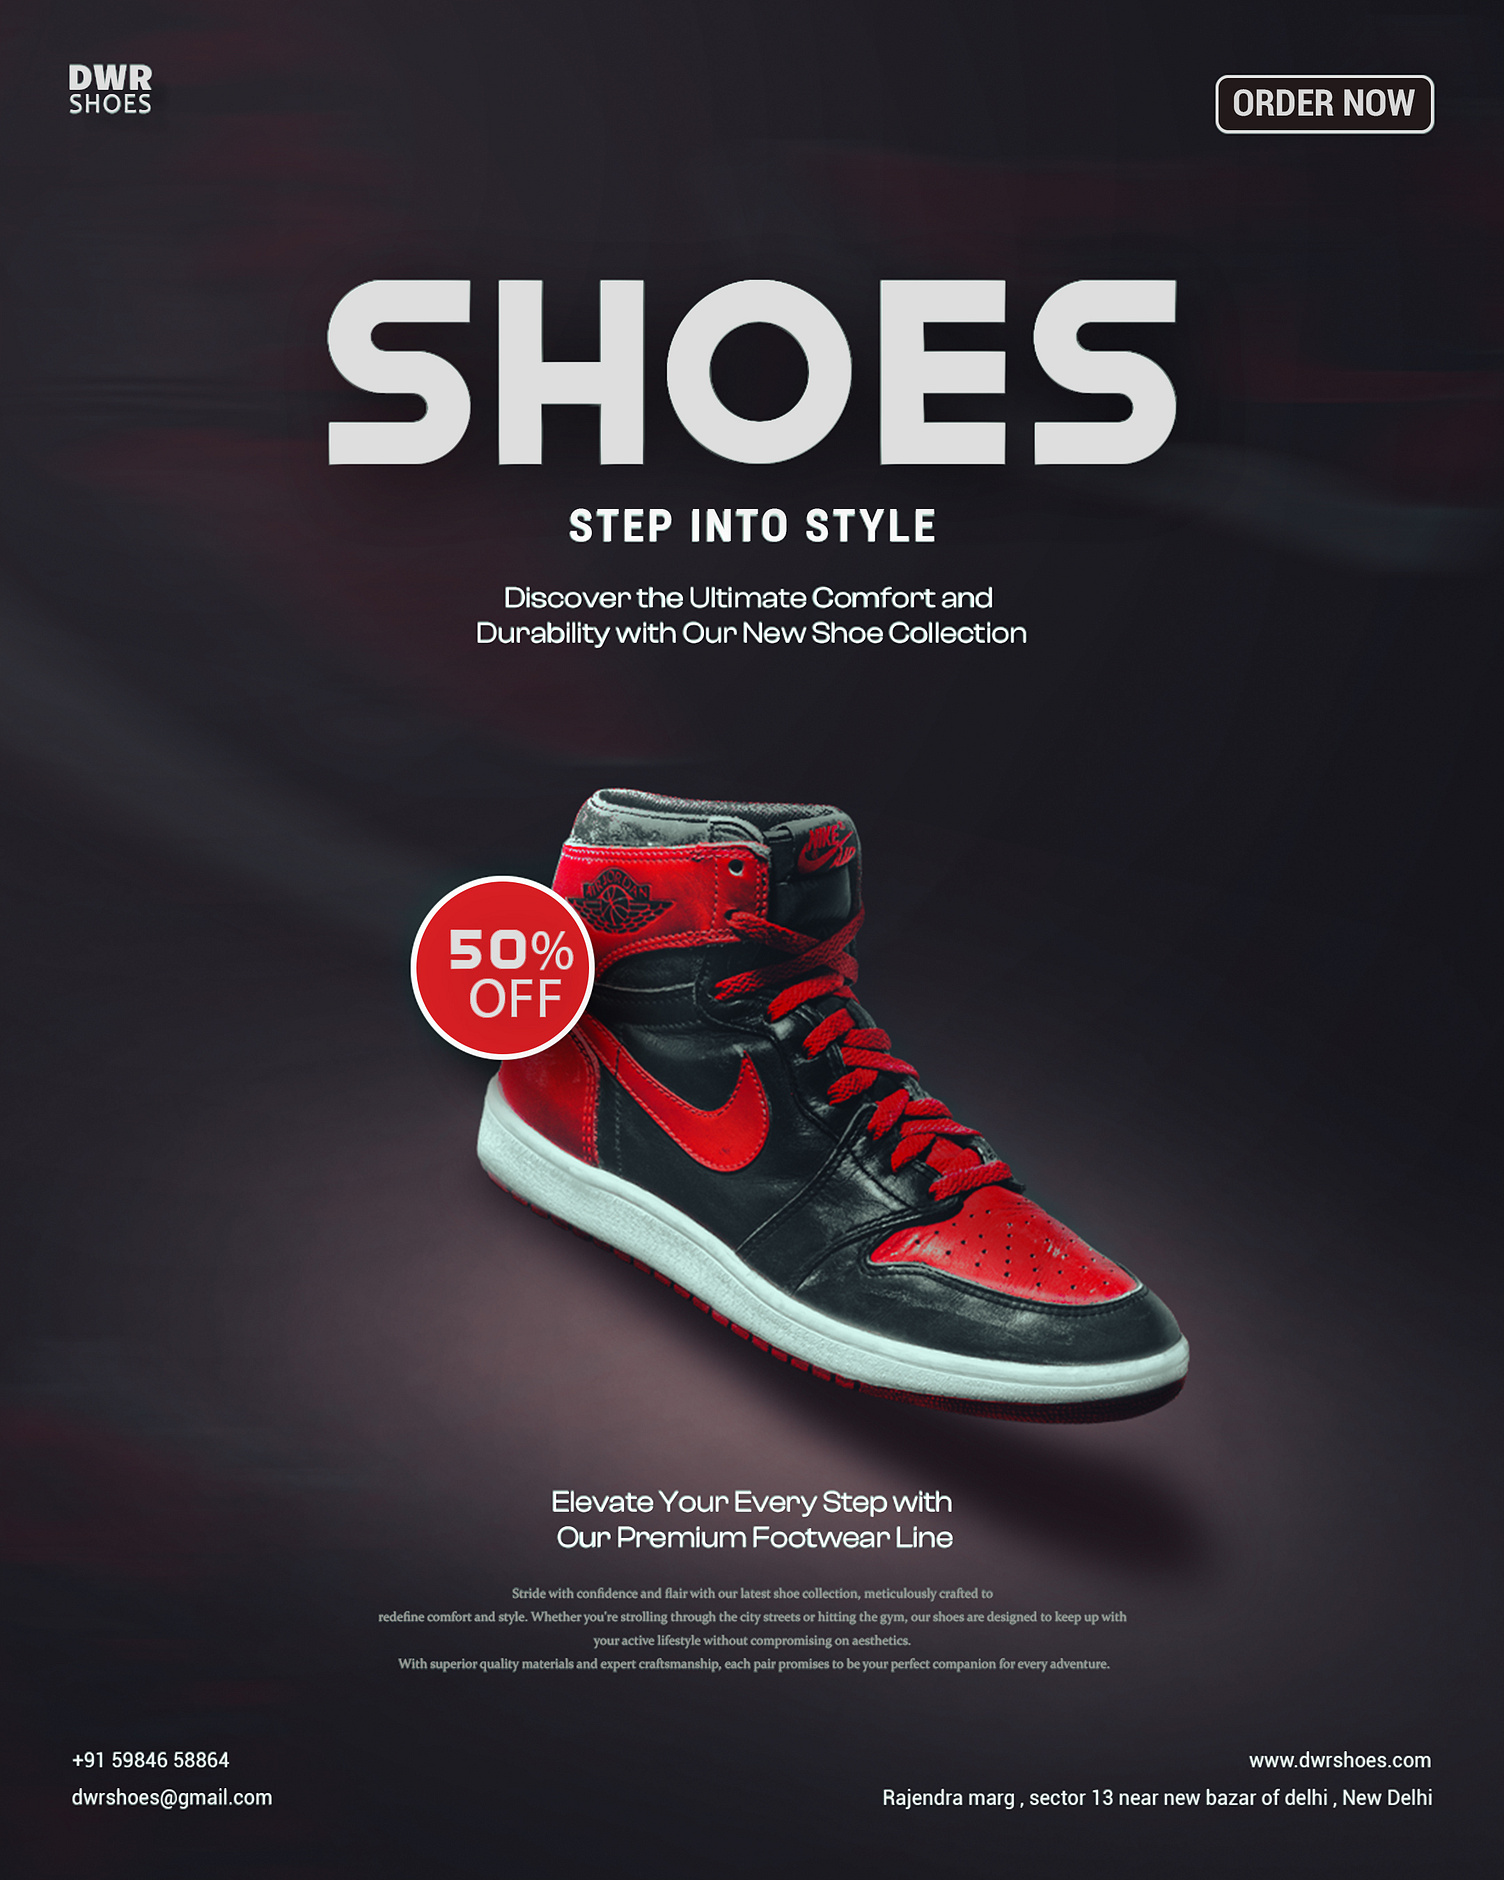 DWR
SHOES
ORDER NOW
SHOES
STEP INTO STYLE
Discover the Ultimate Comfort and
Durability with Our New Shoe Collection
NIKE
AIR JORDAN
50%
OFF
Elevate Your Every Step with
Our Premium Footwear Line
Stride with confidence and flair with our latest shoe collection, meticulously crafted to
redefine comfort and style. Whether you're strolling through the city streets or hitting the gym, our shoes are designed to keep up with
your active lifestyle without compromising on aesthetics.
With superior quality materials and expert craftsmanship, each pair promises to be your perfect companion for every adventure.
+91 59846 58864
dwrshoes@gmail.com
www.dwrshoes.com
Rajendra marg , sector 13 near new bazar of delhi , New Delhi